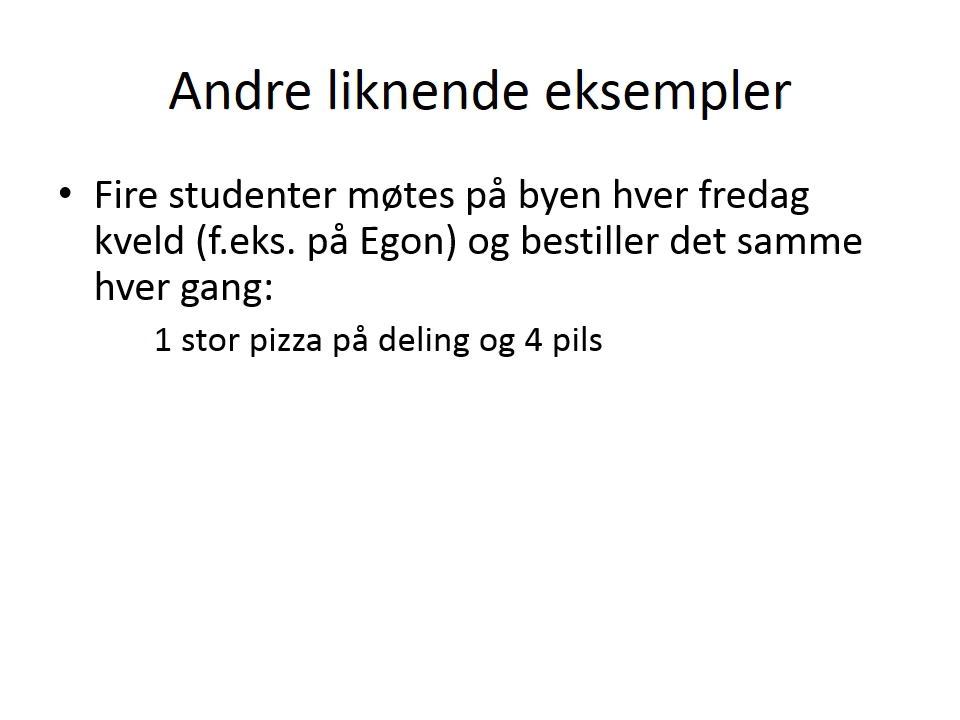 Andre liknende eksempler
• Fire studenter møtes på byen hver fredag
kveld (f.eks. på Egon) og bestiller det samme
hver gang:
1 stor pizza på deling og 4 pils